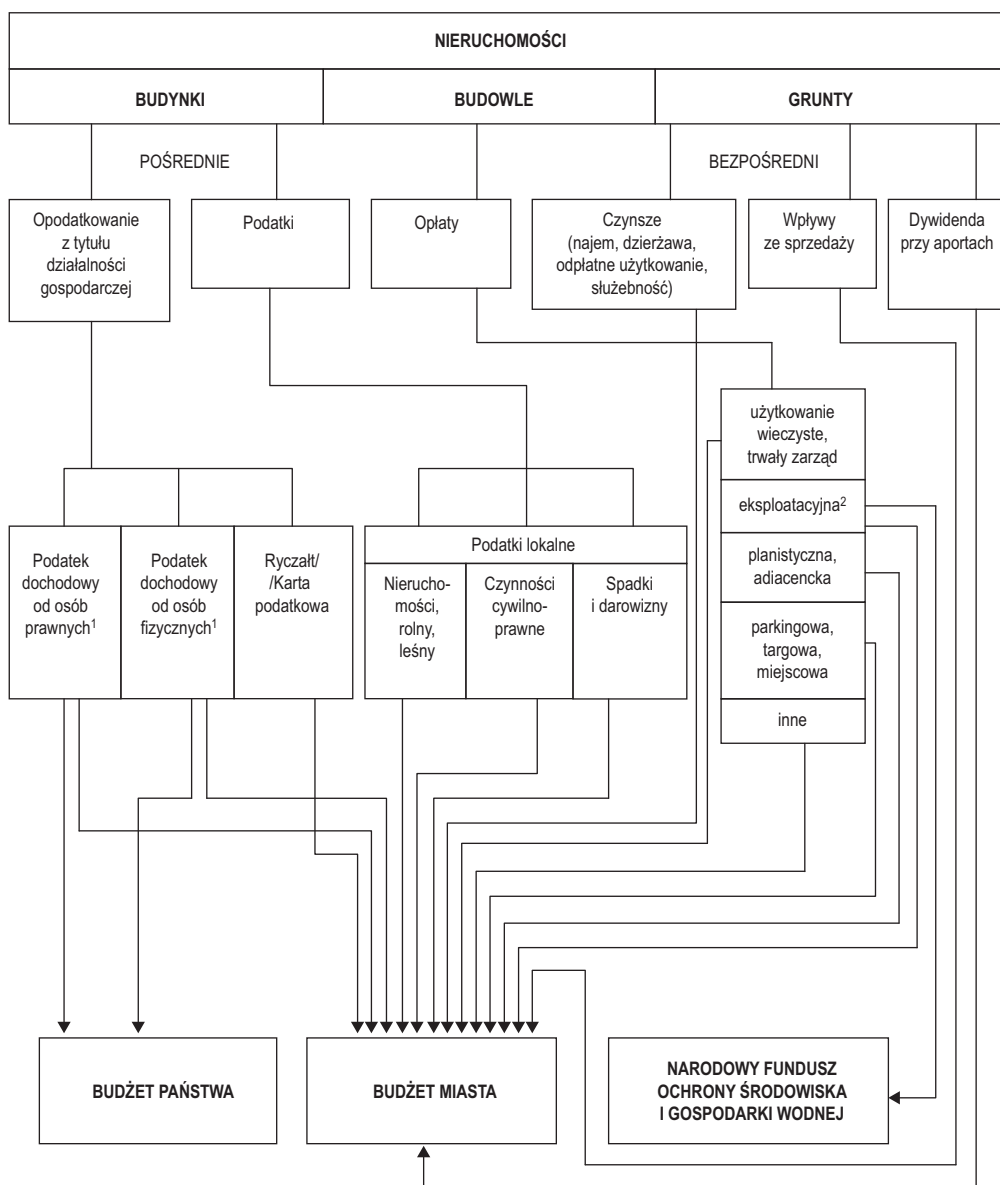 NIERUCHOMOŚCI
BUDYNKI
BUDOWLE
GRUNTY
POŚREDNIE
BEZPOŚREDNI
Opodatkowanie
z tytułu
działalności
gospodarczej
Podatki
Opłaty
Czynsze
(najem, dzierżawa,
odpłatne użytkowanie,
służebność)
Wpływy
ze sprzedaży
Dywidenda
przy aportach
użytkowanie
wieczyste,
trwały zarząd
eksploatacyjna²
planistyczna,
adiacencka
parkingowa,
targowa,
miejscowa
inne
Podatek
dochodowy
od osób
prawnych¹
Podatek
dochodowy
od osób
fizycznych¹
Ryczałt/
/Karta
podatkowa
Podatki lokalne
Nierucho-
mości,
rolny,
leśny
Czynności
cywilno-
prawne
Spadki
i darowizny
BUDŻET PAŃSTWA
BUDŻET MIASTA
NARODOWY FUNDUSZ
OCHRONY ŚRODOWISKA
I GOSPODARKI WODNEJ